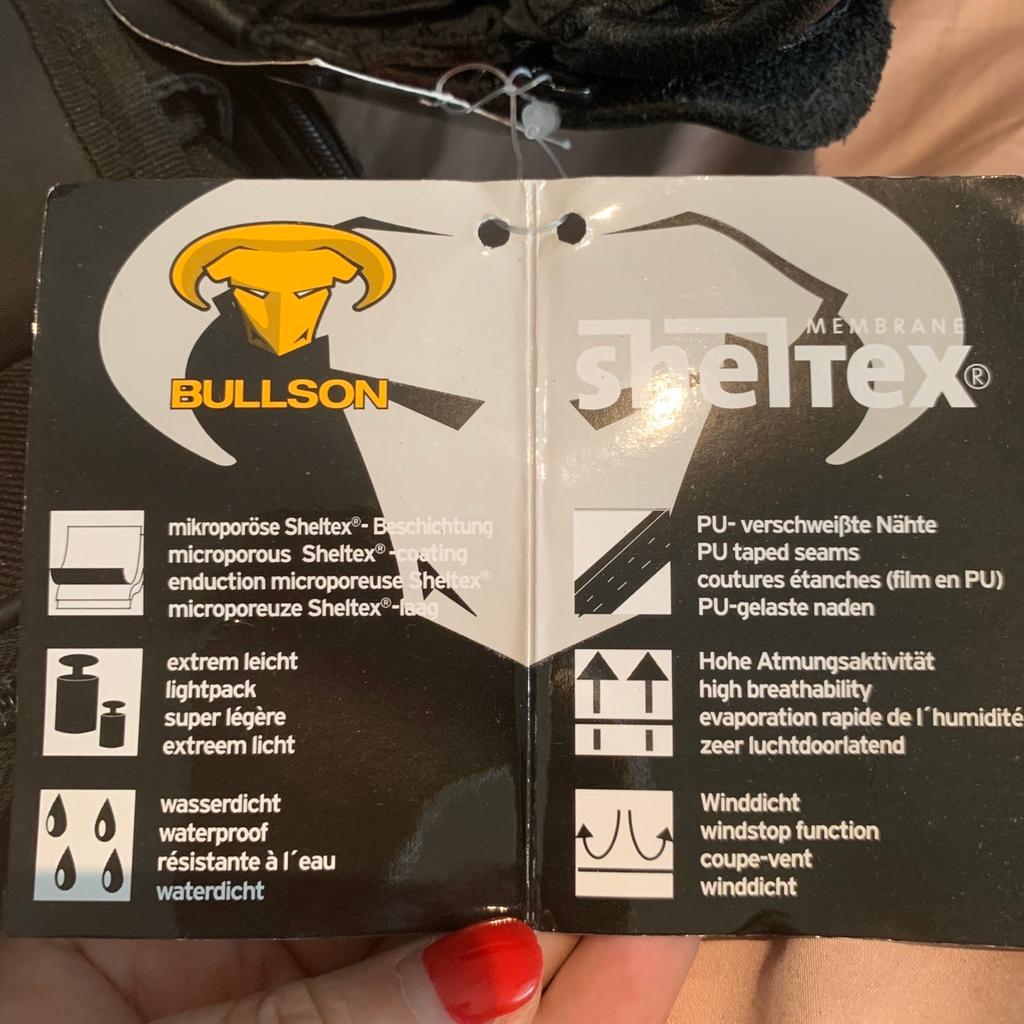 BULLSON
mikroporöse Sheltex®- Beschichtung
microporous Sheltex® -coating
enduction microporeuse Sheltex®
microporeuze Sheltex®-laag
extrem leicht
lightpack
super légère
extreem licht
wasserdicht
waterproof
résistante à l´eau
waterdicht
MEMBRANE
sheltex®
PU- verschweißte Nähte
PU taped seams
coutures étanches (film en PU)
PU-gelaste naden
Hohe Atmungsaktivität
high breathability
evaporation rapide de l´humidité
zeer luchtdoorlatend
Winddicht
windstop function
coupe-vent
winddicht